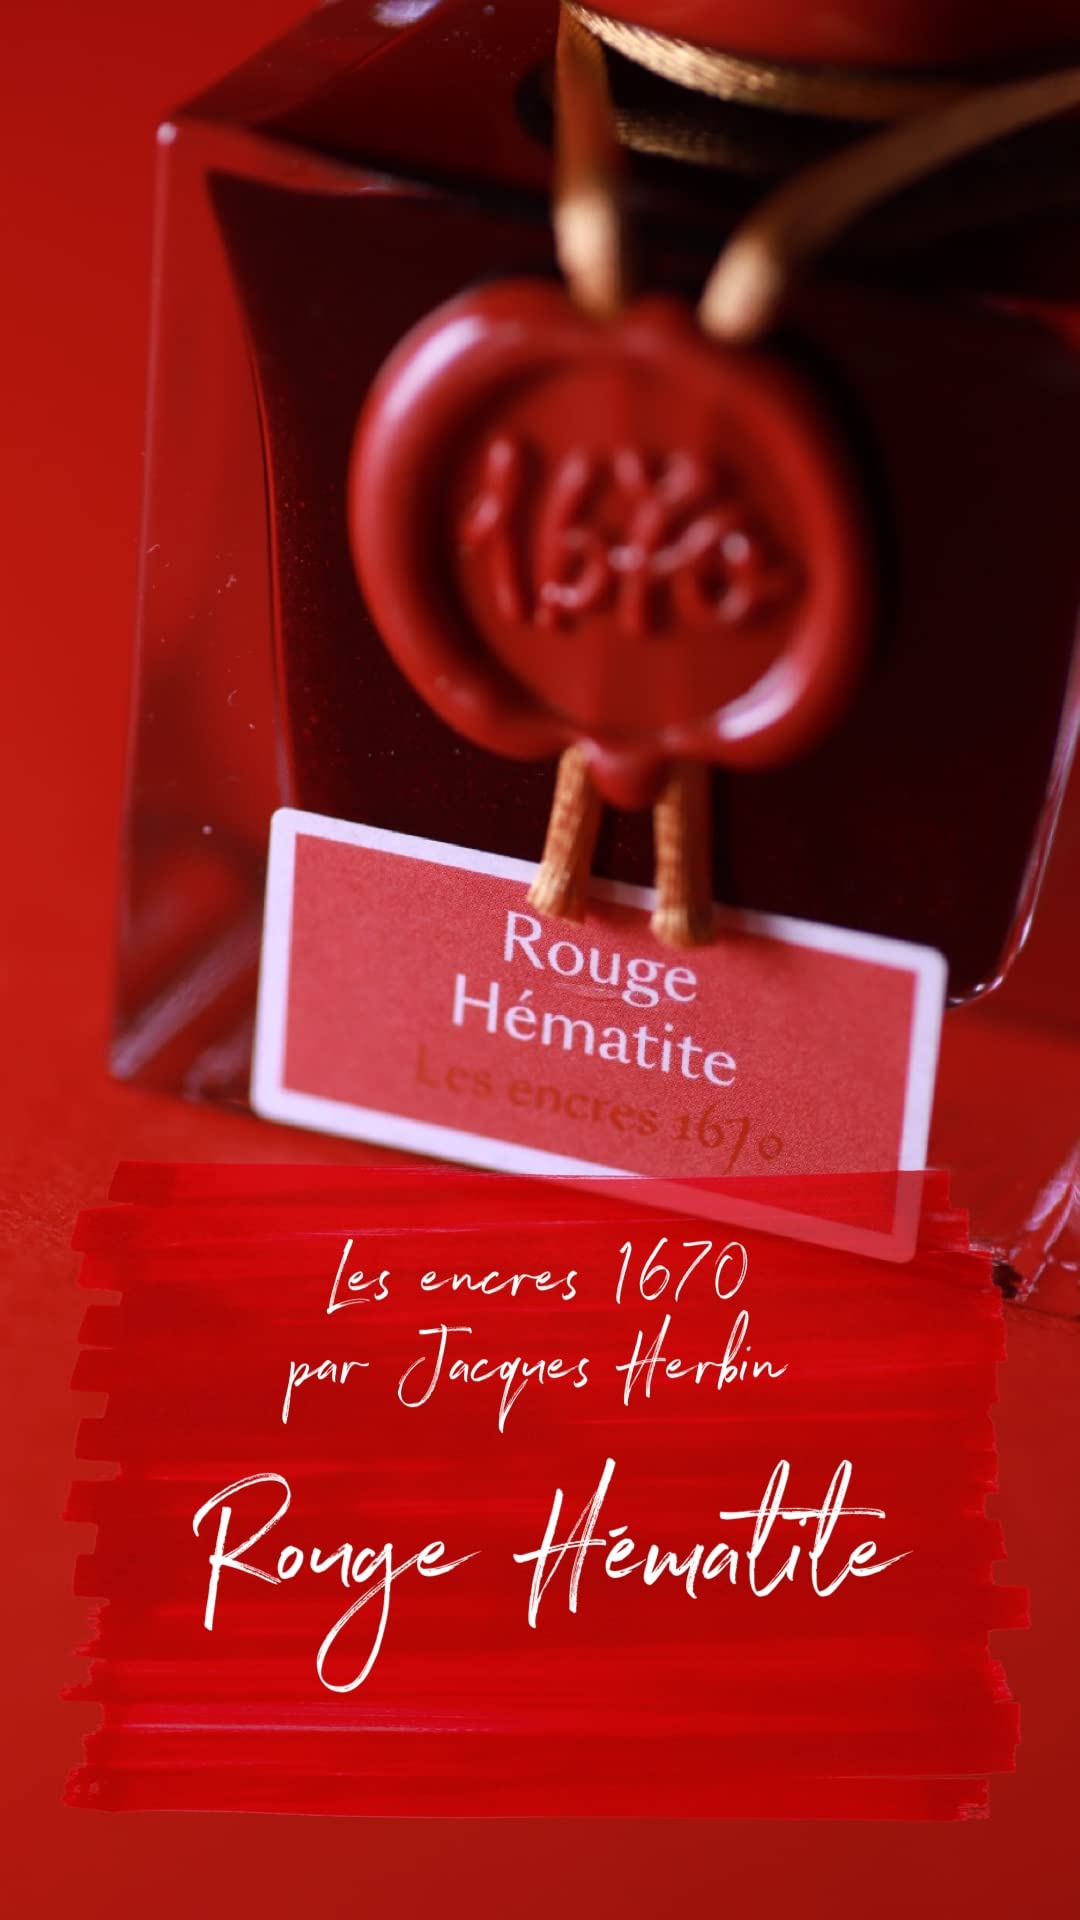 1670
Rouge
Hématite
Les encres 1670
Les encres 1670
par Jacques Herbin
Rouge Hématite